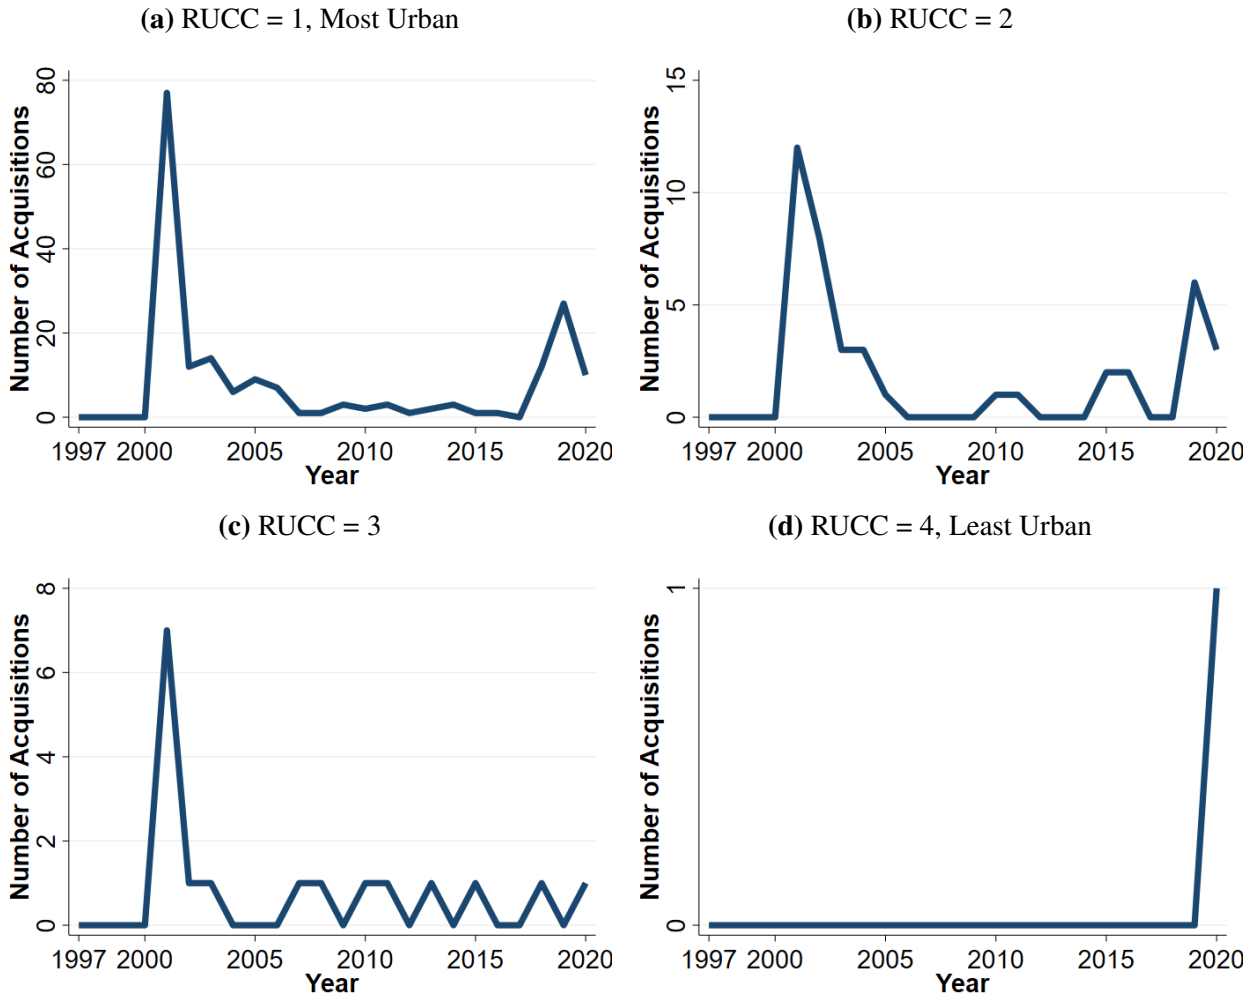 (a) RUCC = 1, Most Urban
Number of Acquisitions
80
60
40
20
0
1997 2000 2005 2010 2015 2020
Year
(b) RUCC = 2
Number of Acquisitions
15
10
5
0
1997 2000 2005 2010 2015 2020
Year
(c) RUCC = 3
Number of Acquisitions
8
6
4
2
0
1997 2000 2005 2010 2015 2020
Year
(d) RUCC = 4, Least Urban
Number of Acquisitions
1
0
1997 2000 2005 2010 2015 2020
Year